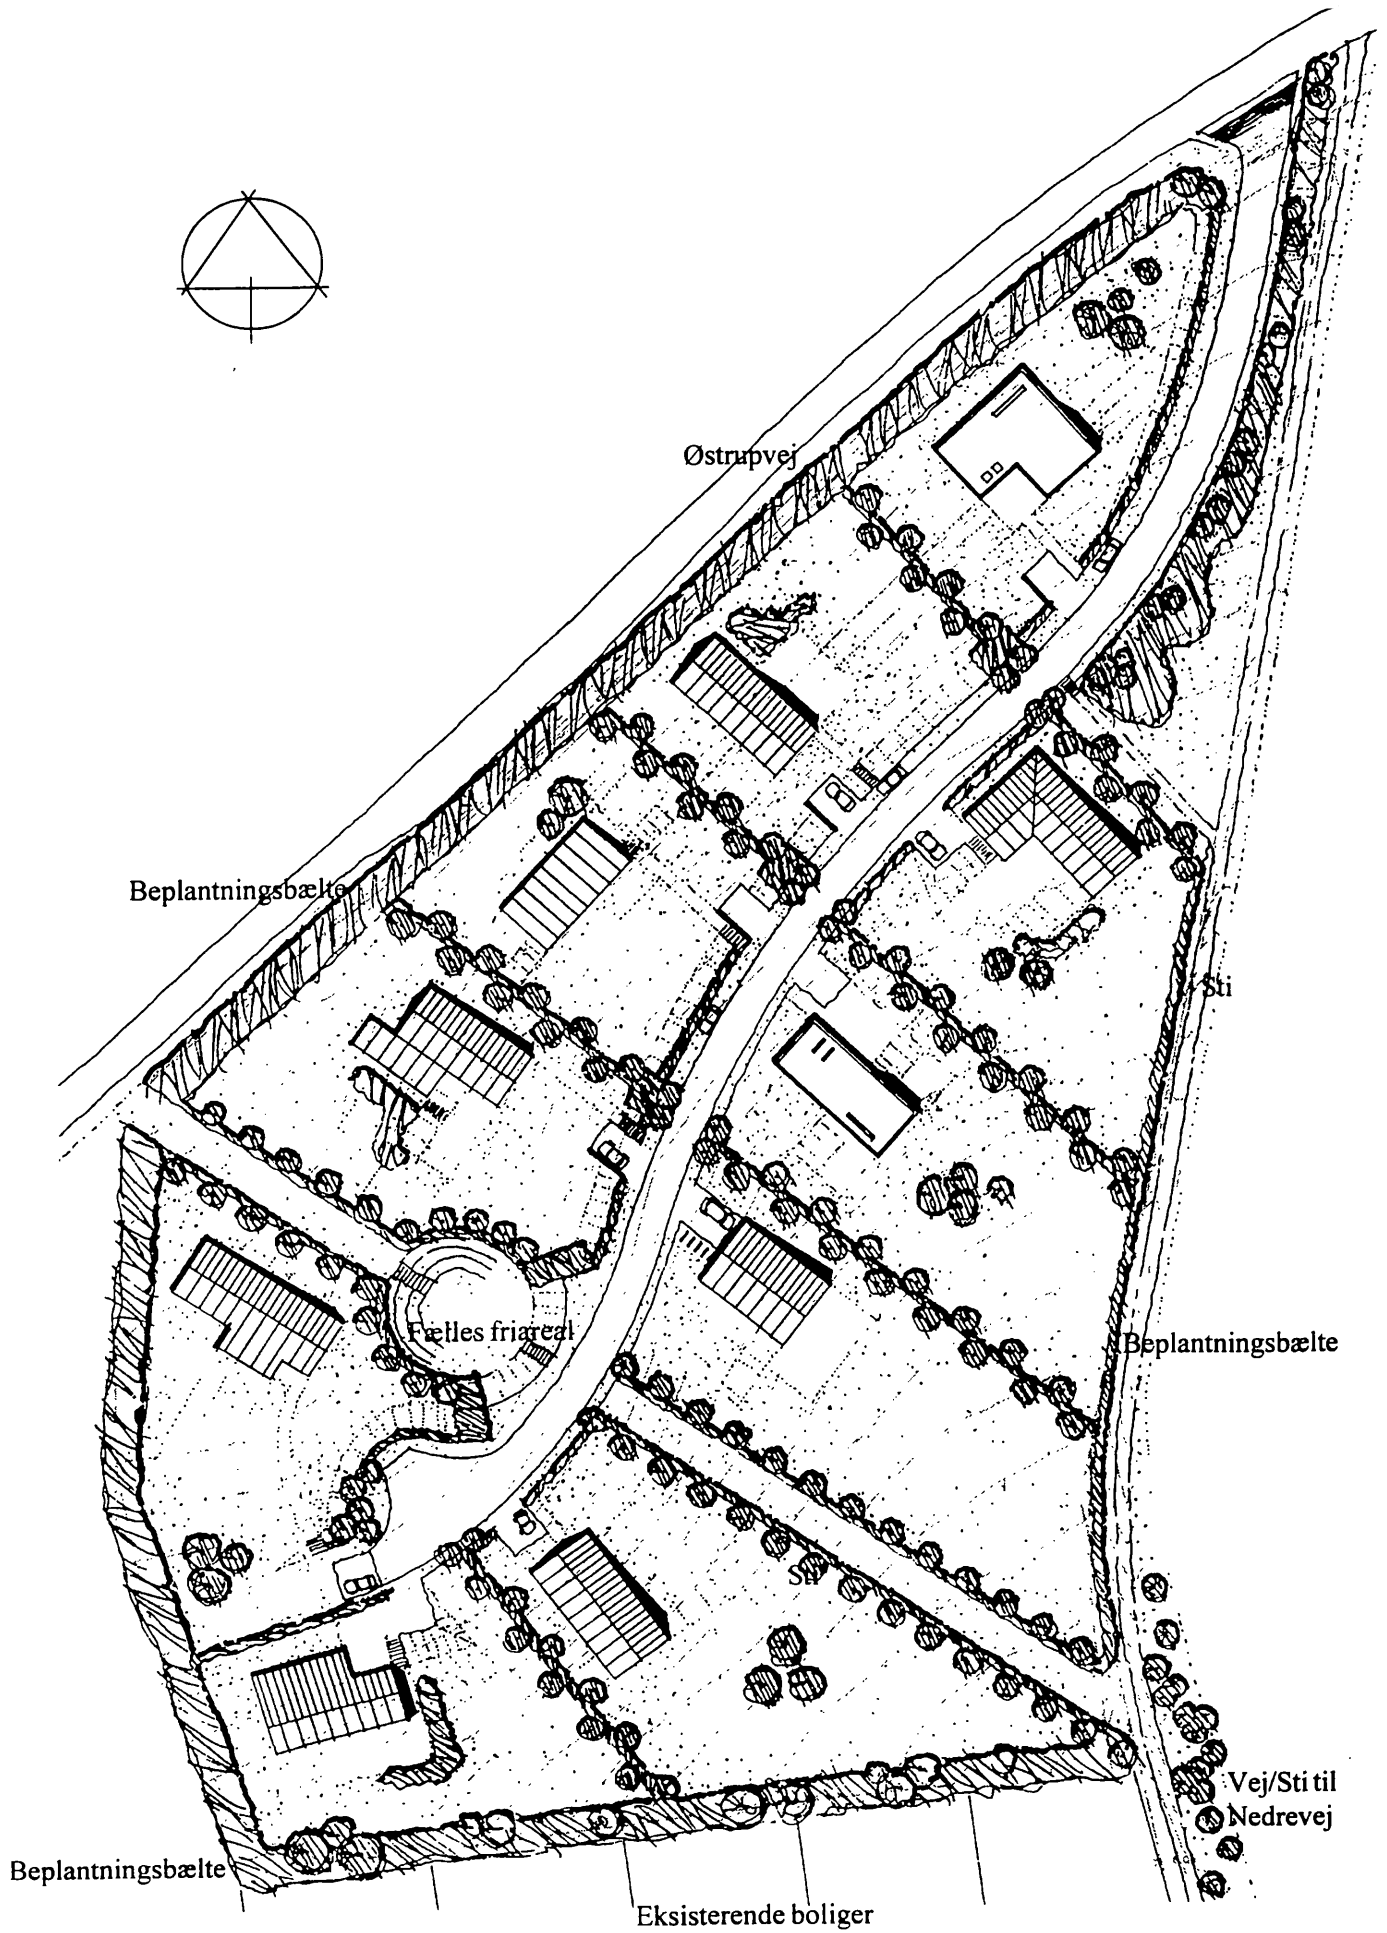 Østrupvej
Beplantningsbælte
Sti
Fælles friareal
Beplantningsbælte
Sti
Vej/Sti til
Nedrevej
Beplantningsbælte
Eksisterende boliger